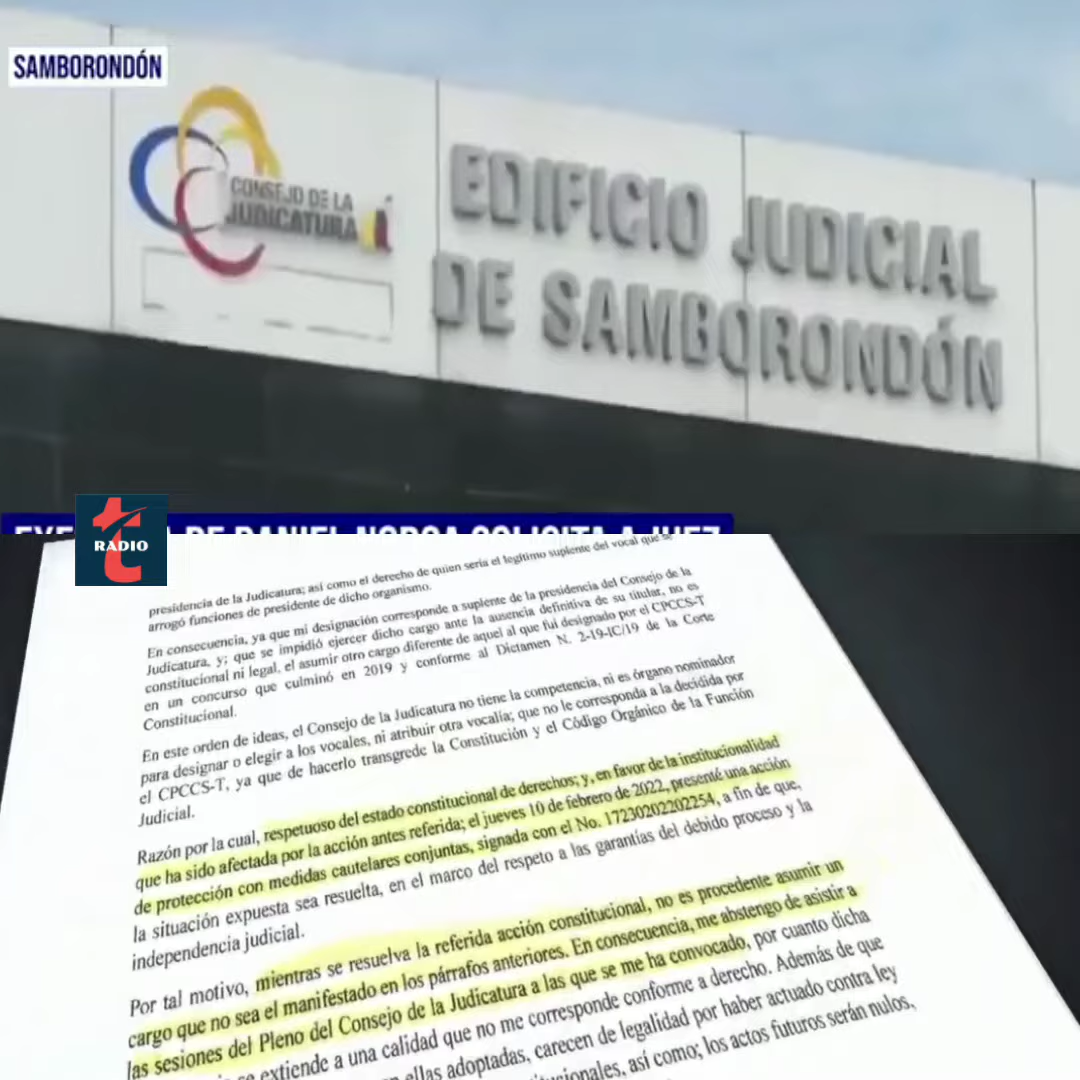 SAMBORONDÓN
CONSEJO DE LA
JUDICATURA
EDIFICIO JUDICIAL
DE SAMBORONDÓN
DE DANIEL NOBOA SOLICITA A JUEZ
t
RADIO
presidencia de la Judicatura; así como el derecho de quien sería el legítimo suplente del vocal que se
arrogó funciones de presidente de dicho organismo.
En consecuencia, ya que mi designación corresponde a suplente de la presidencia del Consejo de la
Judicatura, y; que se impidió ejercer dicho cargo ante la ausencia definitiva de su titular, no es
constitucional ni legal, el asumir otro cargo diferente de aquel al que fui designado por el CPCCS-T
en un concurso que culminó en 2019 y conforme al Dictamen N. 2-19-IC/19 de la Corte
Constitucional.
En este orden de ideas, el Consejo de la Judicatura no tiene la competencia, ni es órgano nominador
para designar o elegir a los vocales, ni atribuir otra vocalía; que no le corresponda a la decidida por
el CPCCS-T, ya que de hacerlo transgrede la Constitución y el Código Orgánico de la Función
Judicial.
Razón por la cual, respetuoso del estado constitucional de derechos; y, en favor de la institucionalidad
que ha sido afectada por la acción antes referida; el jueves 10 de febrero de 2022, presenté una acción
de protección con medidas cautelares conjuntas, signada con el No. 17230202202254, a fin de que,
la situación expuesta sea resuelta, en el marco del respeto a las garantías del debido proceso y la
independencia judicial.
Por tal motivo, mientras se resuelva la referida acción constitucional, no es procedente asumir un
cargo que no sea el manifestado en los párrafos anteriores. En consecuencia, me abstengo de asistir a
las sesiones del Pleno del Consejo de la Judicatura a las que se me ha convocado, por cuanto dicha
se extiende a una calidad que no me corresponde conforme a derecho. Además de que
ellas adoptadas, carecen de legalidad por haber actuado contra ley
así como; los actos futuros serán nulos,